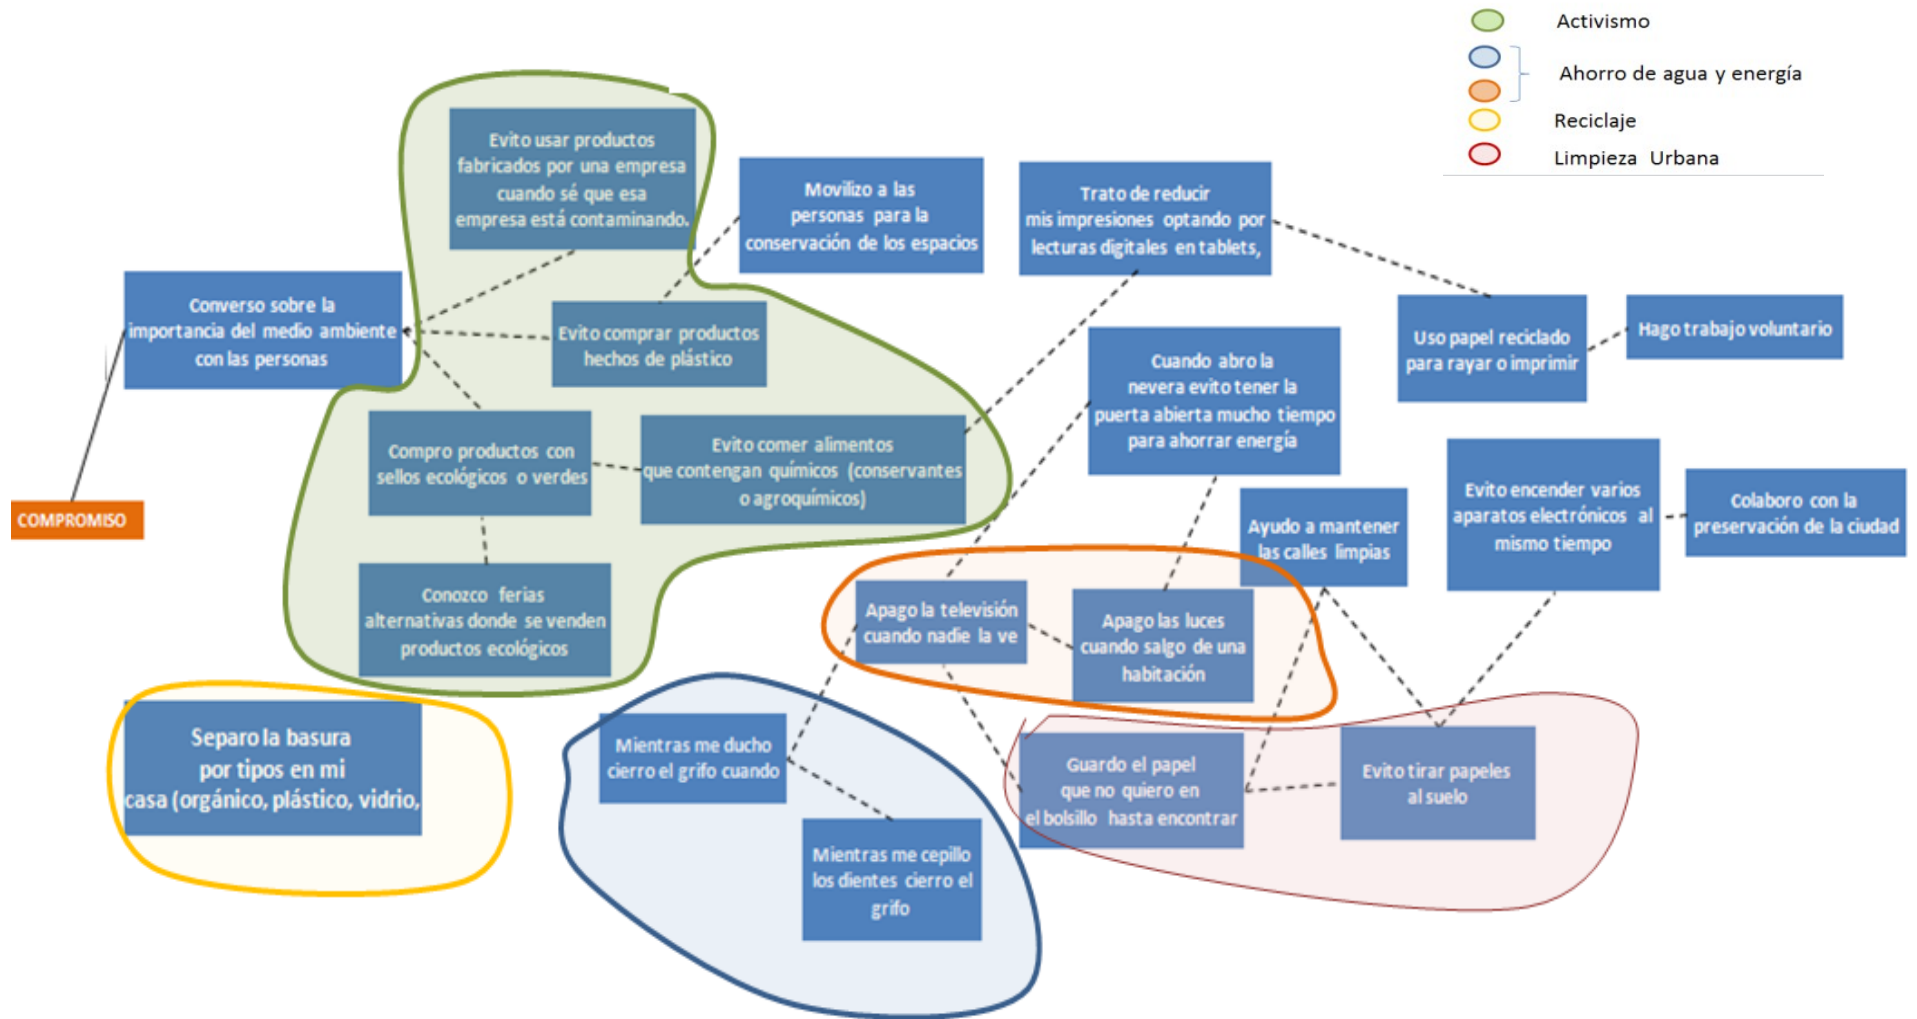 Activismo
Ahorro de agua y energía
Reciclaje
Limpieza Urbana
Evito usar productos
fabricados por una empresa
cuando sé que esa
empresa está contaminando.
Movilizo a las
personas para la
conservación de los espacios
Trato de reducir
mis impresiones optando por
lecturas digitales en tablets,
Converso sobre la
importancia del medio ambiente
con las personas
Evito comprar productos
hechos de plástico
Cuando abro la
nevera evito tener la
puerta abierta mucho tiempo
para ahorrar energía
Uso papel reciclado
para rayar o imprimir
Hago trabajo voluntario
Compro productos con
sellos ecológicos o verdes
Evito comer alimentos
que contengan químicos (conservantes
o agroquímicos)
COMPROMISO
Ayudo a mantener
las calles limpias
Evito encender varios
aparatos electrónicos al
mismo tiempo
Colaboro con la
preservación de la ciudad
Conozco ferias
alternativas donde se venden
productos ecológicos
Apago la televisión
cuando nadie la ve
Apago las luces
cuando salgo de una
habitación
Separo la basura
por tipos en mi
casa (orgánico, plástico, vidrio,
Mientras me ducho
cierro el grifo cuando
Guardo el papel
que no quiero en
el bolsillo hasta encontrar
Evito tirar papeles
al suelo
Mientras me cepillo
los dientes cierro el
grifo